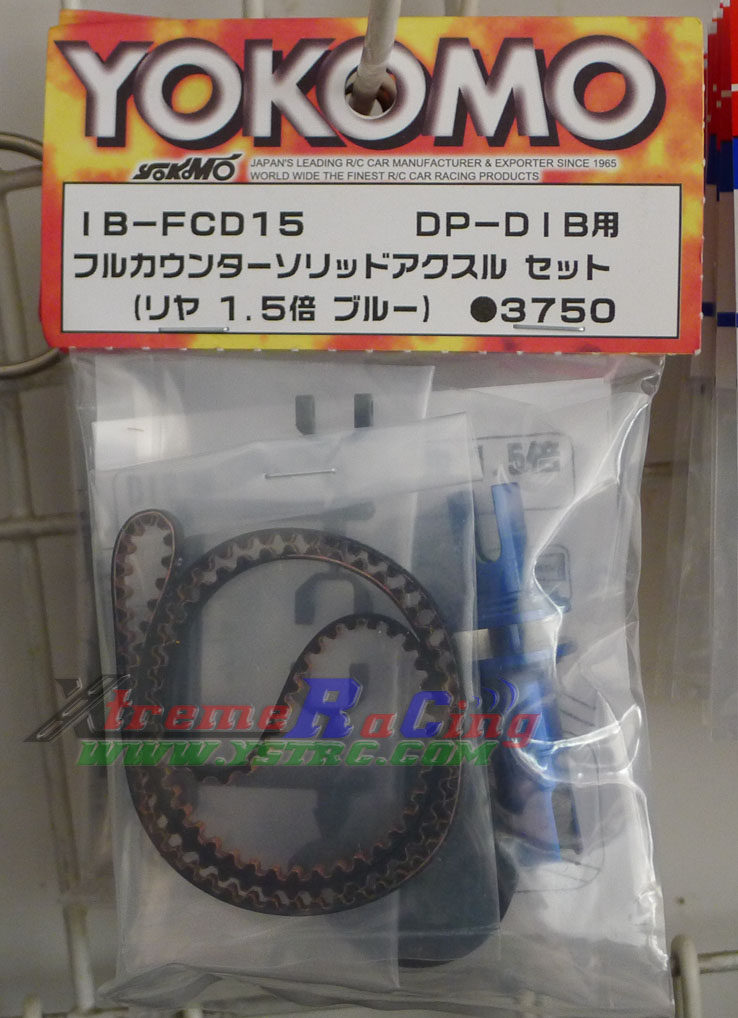 YOKOMO
YOKOMO
JAPAN'S LEADING R/C CAR MANUFACTURER & EXPORTER SINCE 1965
WORLD WIDE THE FINEST R/C CAR RACING PRODUCTS
IB-FCD15 DP-DIB用
フルカウンターソリッドアクスル セット
(リヤ 1.5倍 ブルー) ●3750
XtremeRaCing
WWW.YSTRC.COM